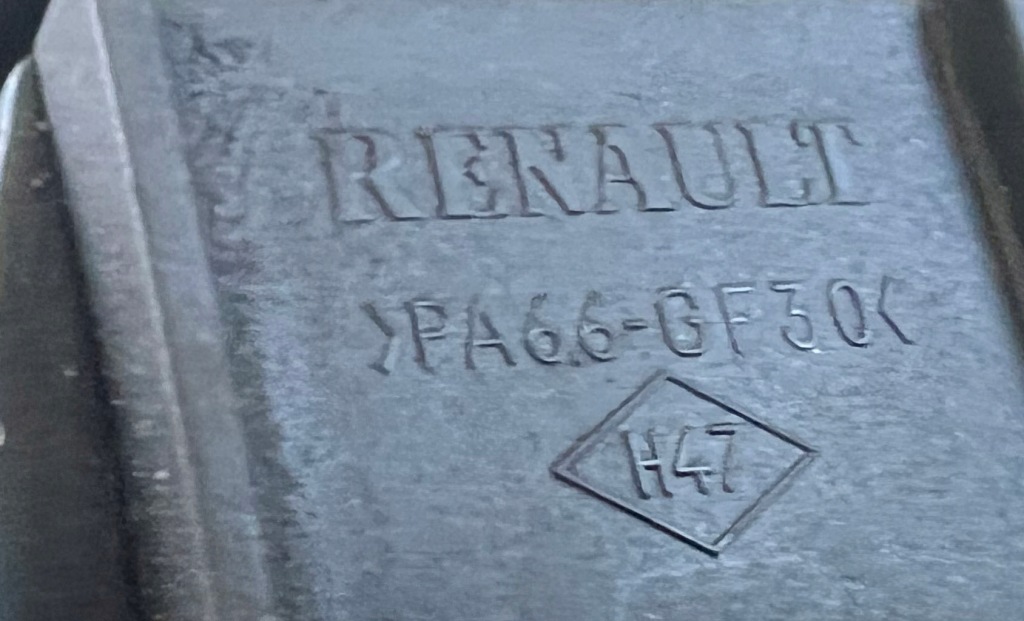 RENAULT
>PA66-GF30<
H47